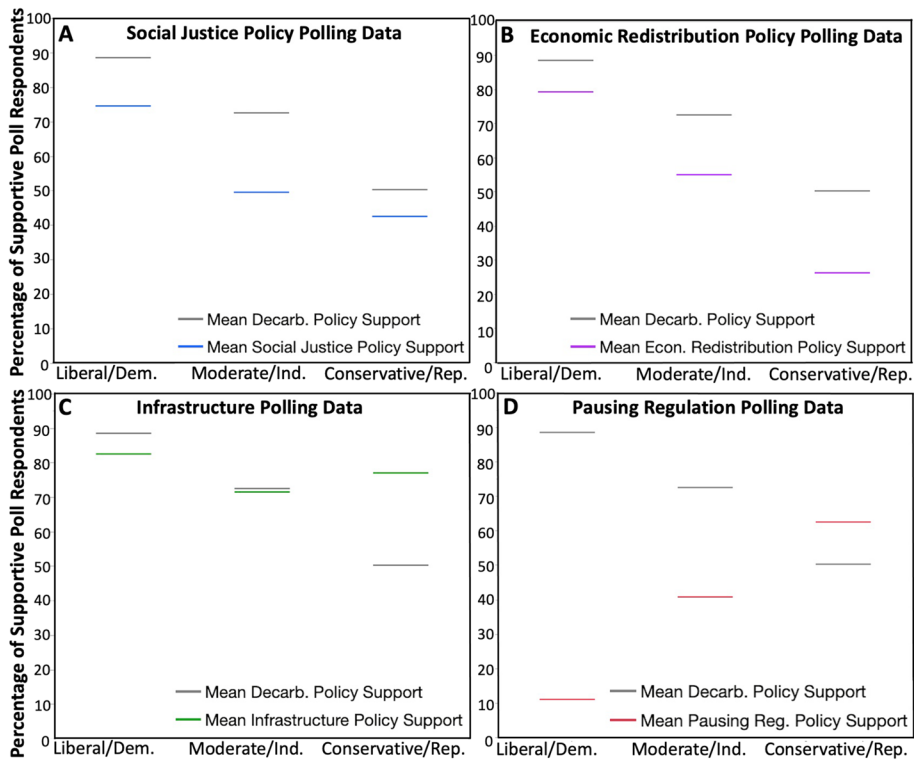 A Social Justice Policy Polling Data
Percentage of Supportive Poll Respondents
100
90
80
70
60
50
40
30
20
10
0
Mean Decarb. Policy Support
Mean Social Justice Policy Support
Liberal/Dem. Moderate/Ind. Conservative/Rep.
B Economic Redistribution Policy Polling Data
100
90
80
70
60
50
40
30
20
10
0
Mean Decarb. Policy Support
Mean Econ. Redistribution Policy Support
Liberal/Dem. Moderate/Ind. Conservative/Rep.
C Infrastructure Polling Data
Percentage of Supportive Poll Respondents
100
90
80
70
60
50
40
30
20
10
0
Mean Decarb. Policy Support
Mean Infrastructure Policy Support
Liberal/Dem. Moderate/Ind. Conservative/Rep.
D Pausing Regulation Polling Data
100
90
80
70
60
50
40
30
20
10
0
Mean Decarb. Policy Support
Mean Pausing Reg. Policy Support
Liberal/Dem. Moderate/Ind. Conservative/Rep.